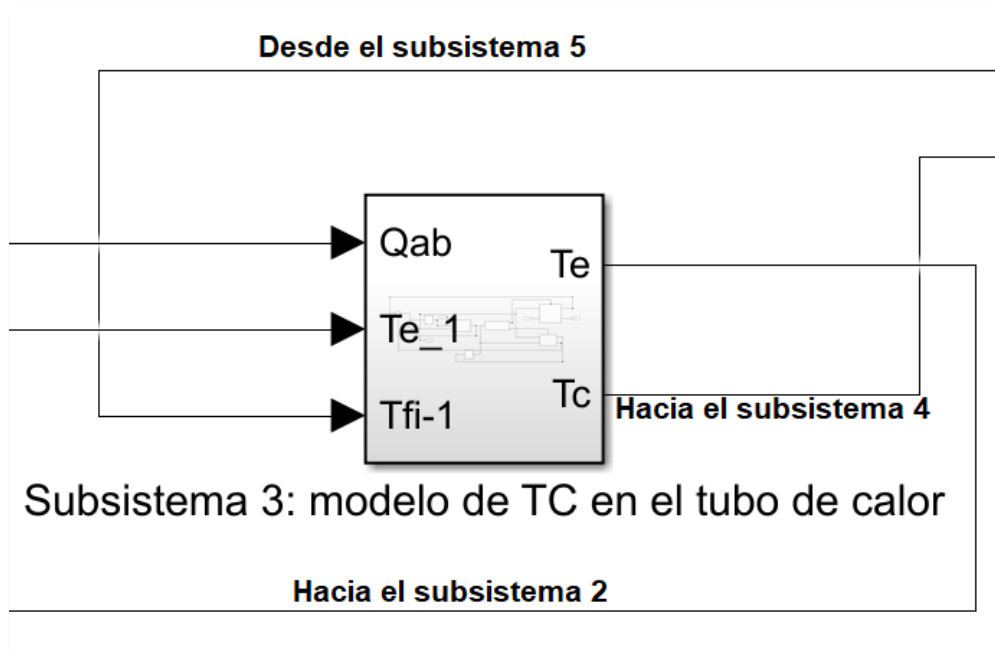 Desde el subsistema 5
Qab
Te
Te_1
Tc
Tfi-1
Hacia el subsistema 4
Subsistema 3: modelo de TC en el tubo de calor
Hacia el subsistema 2